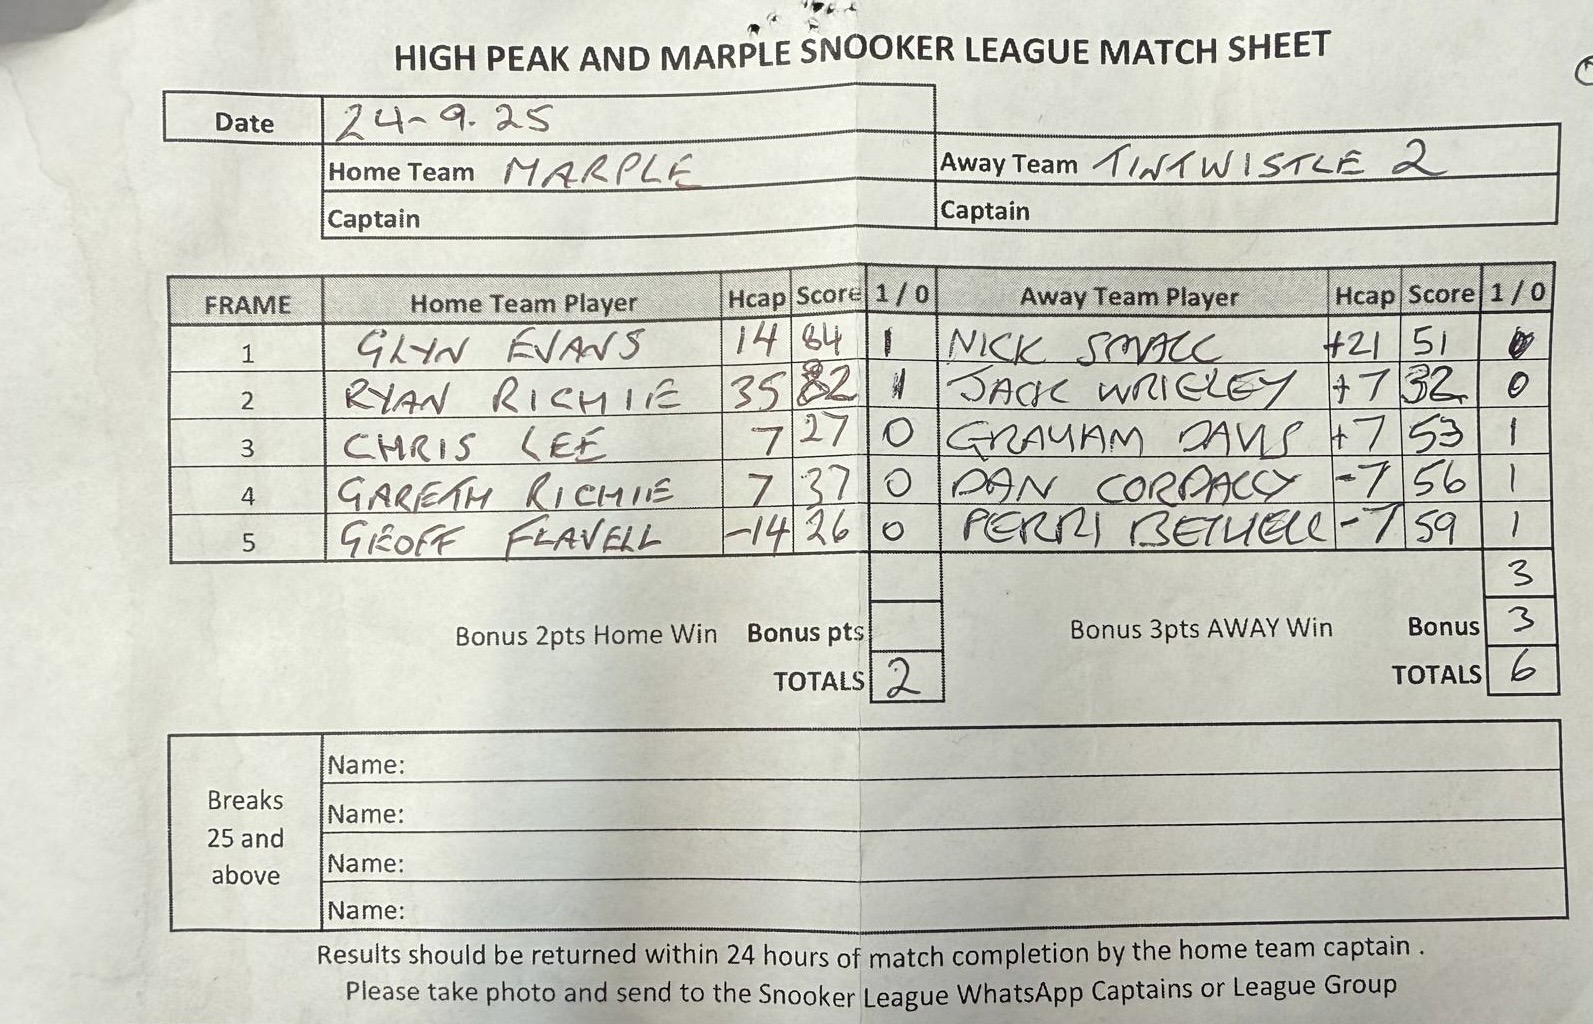 HIGH PEAK AND MARPLE SNOOKER LEAGUE MATCH SHEET
Date 24-9.25
Home Team MARPLE Away Team TINTWISTLE 2
Captain Captain
FRAME Home Team Player Hcap Score 1 / 0 Away Team Player Hcap Score 1 / 0
1 GLYN EVANS 14 84 1 NICK SMALL +21 51 0
2 RYAN RICHIE 35 82 1 JACK WRIGLEY +7 32 0
3 CHRIS LEE 7 27 0 GRAHAM DAVIS +7 53 1
4 GARETH RICHIE 7 37 0 DAN CORDALLY -7 56 1
5 GEOFF FLAVELL -14 26 0 PERRI BETHELL -7 59 1
3
Bonus 2pts Home Win Bonus pts Bonus 3pts AWAY Win Bonus 3
TOTALS 2 TOTALS 6
Breaks 25 and above
Name:
Name:
Name:
Name:
Results should be returned within 24 hours of match completion by the home team captain .
Please take photo and send to the Snooker League WhatsApp Captains or League Group